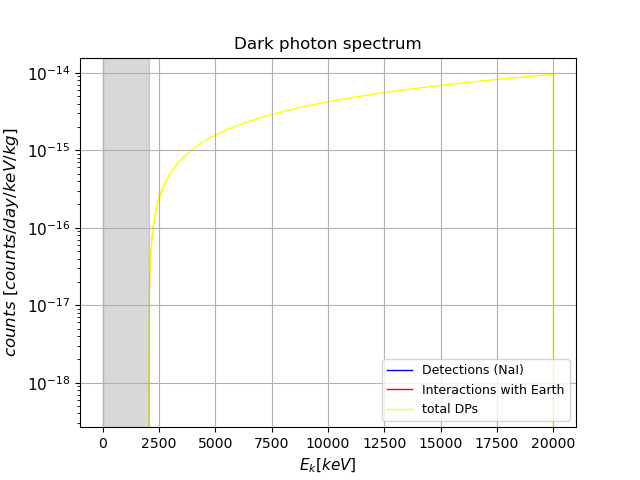 Dark photon spectrum
counts [counts/day/keV/kg]
10⁻¹⁴
10⁻¹⁵
10⁻¹⁶
10⁻¹⁷
10⁻¹⁸
Detections (NaI)
Interactions with Earth
total DPs
0 2500 5000 7500 10000 12500 15000 17500 20000
Eₖ[keV]